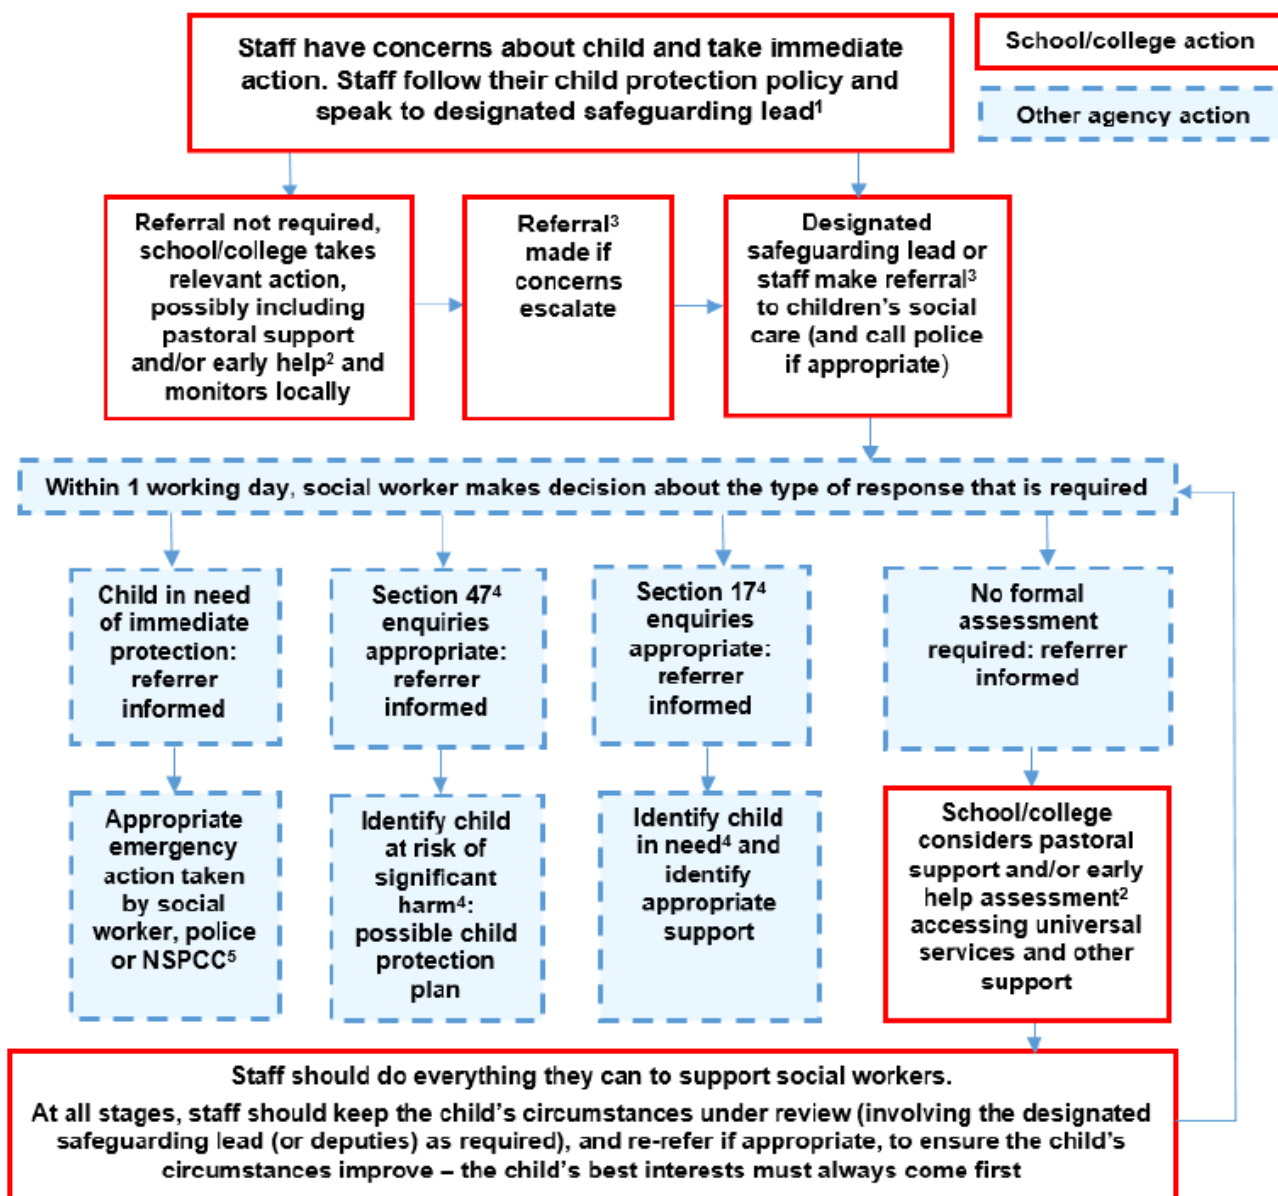 Staff have concerns about child and take immediate
action. Staff follow their child protection policy and
speak to designated safeguarding lead¹
School/college action
Other agency action
Referral not required,
school/college takes
relevant action,
possibly including
pastoral support
and/or early help² and
monitors locally
Referral³
made if
concerns
escalate
Designated
safeguarding lead or
staff make referral³
to children's social
care (and call police
if appropriate)
Within 1 working day, social worker makes decision about the type of response that is required
Child in need
of immediate
protection:
referrer
informed
Section 47⁴
enquiries
appropriate:
referrer
informed
Section 17⁴
enquiries
appropriate:
referrer
informed
No formal
assessment
required: referrer
informed
Appropriate
emergency
action taken
by social
worker, police
or NSPCC⁵
Identify child
at risk of
significant
harm⁴:
possible child
protection
plan
Identify child
in need⁴ and
identify
appropriate
support
School/college
considers pastoral
support and/or early
help assessment²
accessing universal
services and other
support
Staff should do everything they can to support social workers.
At all stages, staff should keep the child's circumstances under review (involving the designated
safeguarding lead (or deputies) as required), and re-refer if appropriate, to ensure the child's
circumstances improve – the child's best interests must always come first